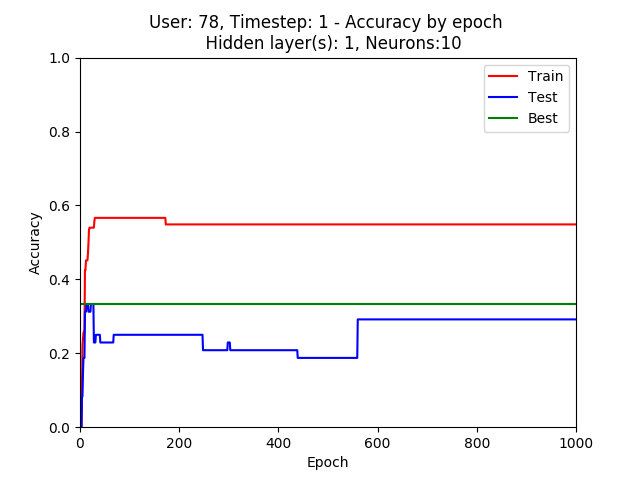 User: 78, Timestep: 1 - Accuracy by epoch
Hidden layer(s): 1, Neurons:10
1.0
Train
Test
Best
0.8
0.6
Accuracy
0.4
0.2
0.0
0 200 400 600 800 1000
Epoch